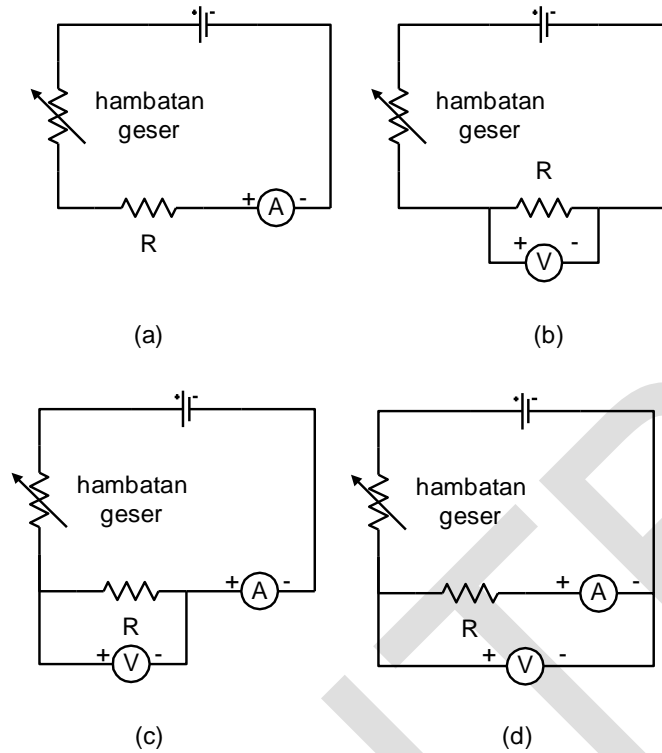 + -
hambatan
geser
R
+ A -
(a)
+ -
hambatan
geser
R
+ V -
(b)
+ -
hambatan
geser
R
+ A -
+ V -
(c)
+ -
hambatan
geser
R
+ A -
+ V -
(d)